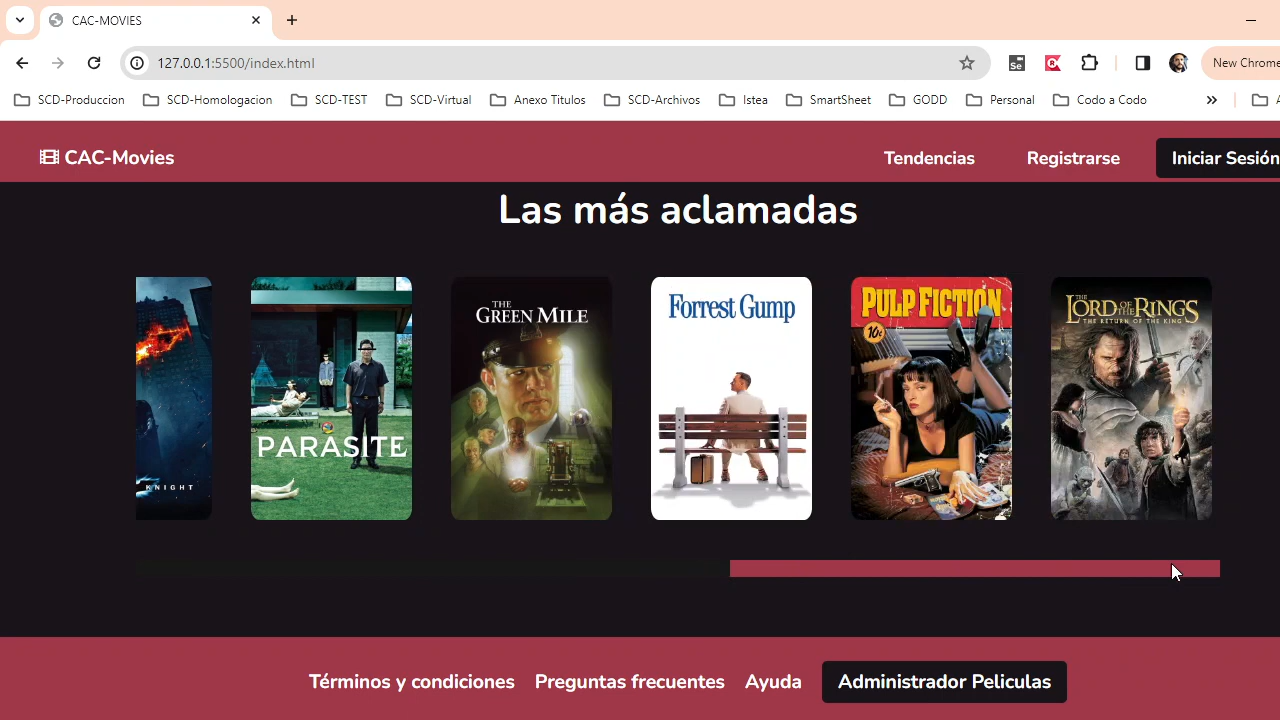 CAC-MOVIES
127.0.0.1:5500/index.html
New Chrome
SCD-Produccion SCD-Homologacion SCD-TEST SCD-Virtual Anexo Titulos SCD-Archivos Istea SmartSheet GODD Personal Codo a Codo
CAC-Movies Tendencias Registrarse Iniciar Sesión
Las más aclamadas
KNIGHT
PARASITE
THE
GREEN MILE
Forrest Gump
PULP FICTION
10¢
THE
LORD OF THE RINGS
THE RETURN OF THE KING
Términos y condiciones Preguntas frecuentes Ayuda Administrador Peliculas